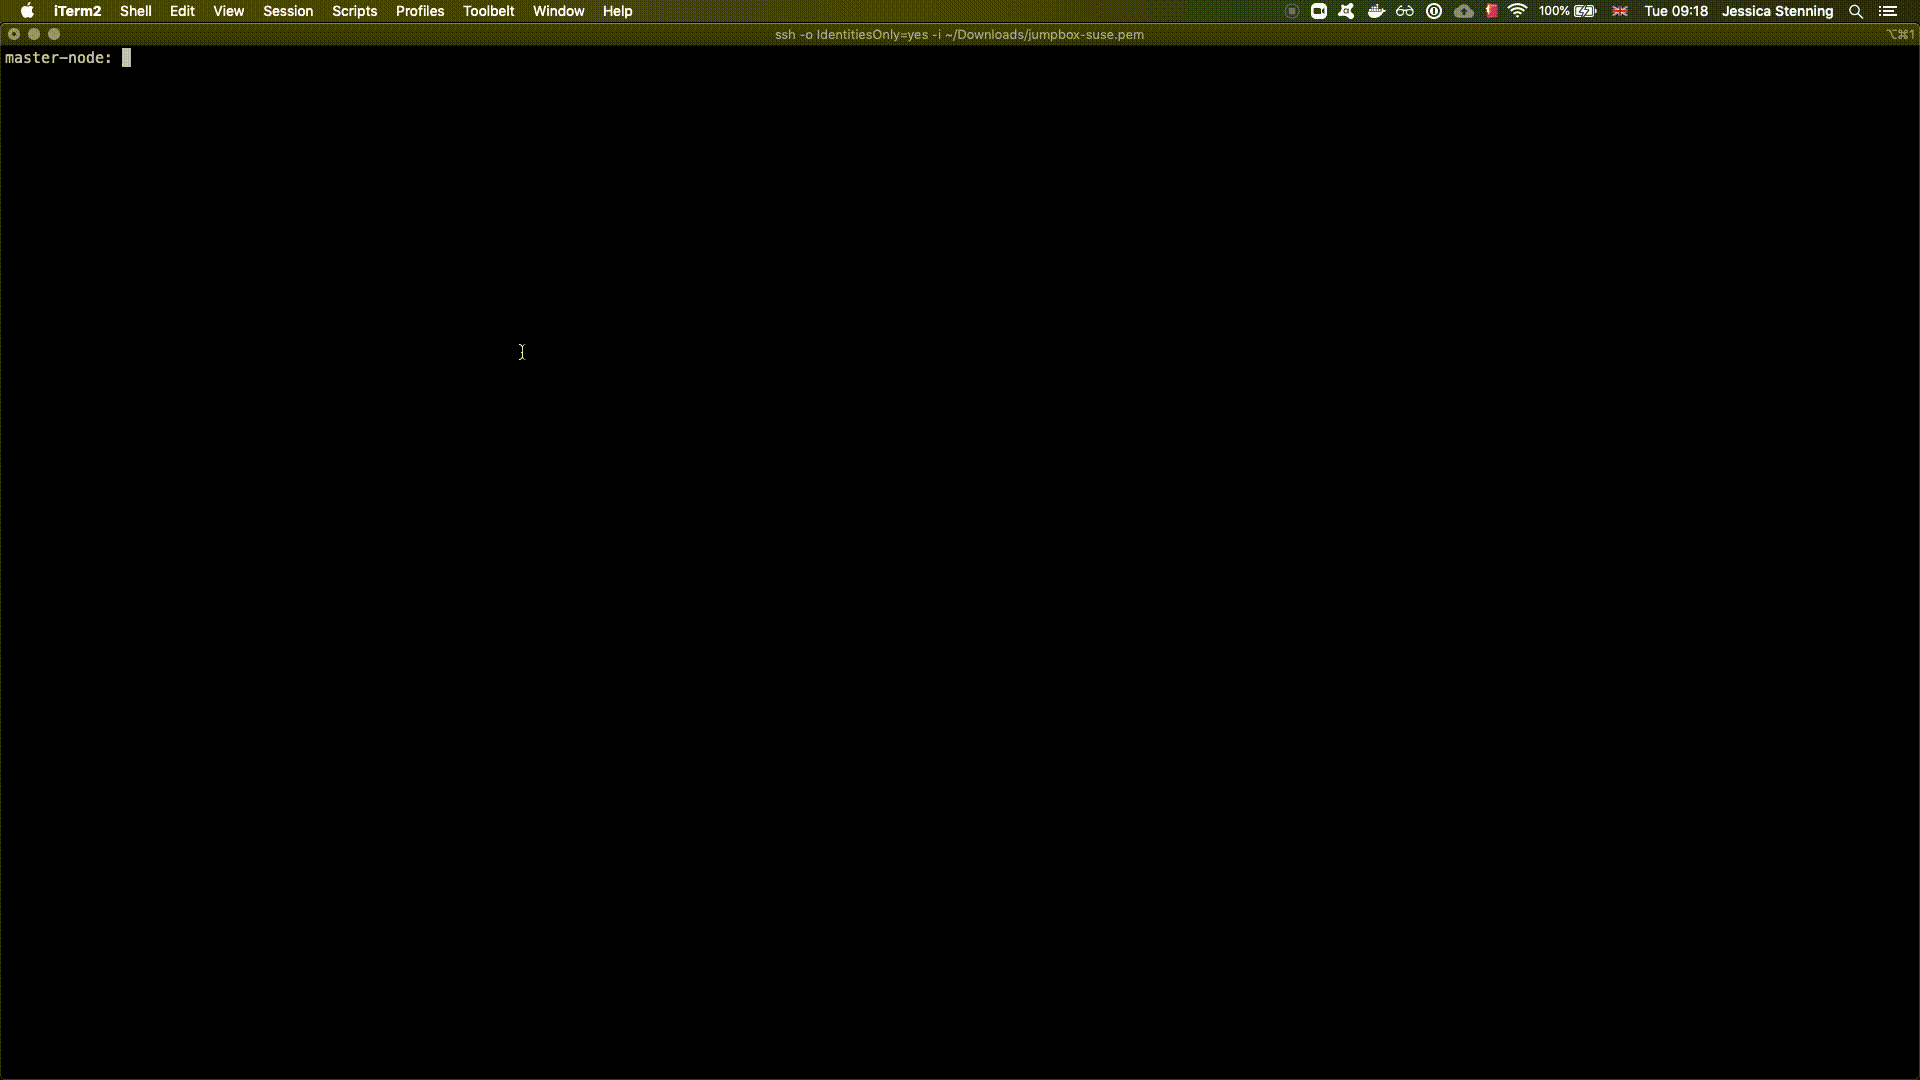 iTerm2 Shell Edit View Session Scripts Profiles Toolbelt Window Help 100% Tue 09:18 Jessica Stenning
ssh -o IdentitiesOnly=yes -i ~/Downloads/jumpbox-suse.pem ⌥⌘1
master-node: